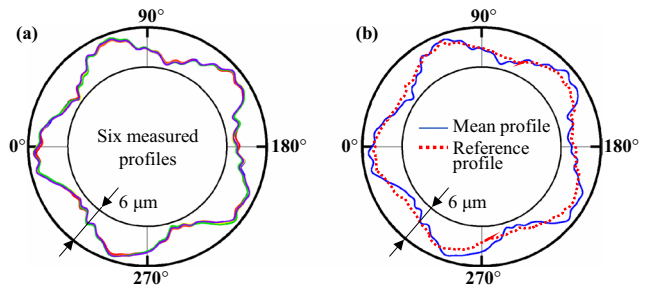 (a)
90°
0°
180°
270°
Six measured
profiles
6 μm
(b)
90°
0°
180°
270°
Mean profile
Reference
profile
6 μm